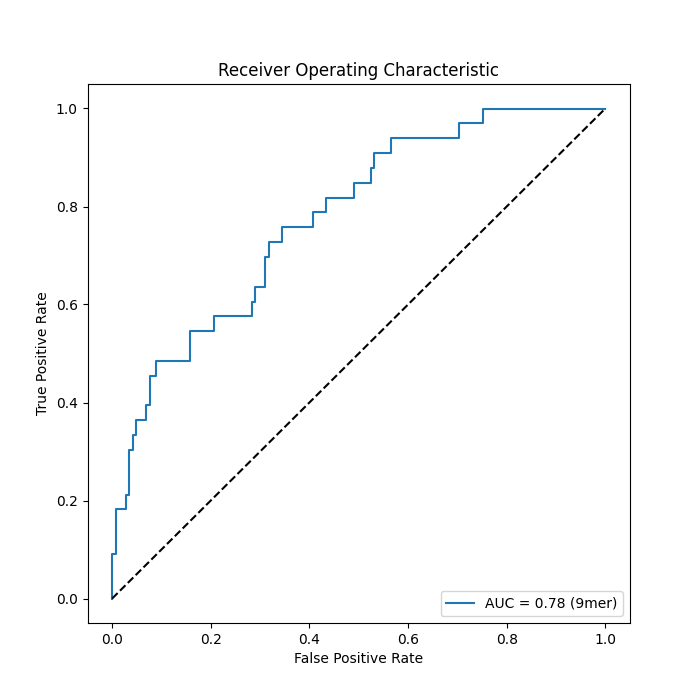 Receiver Operating Characteristic
True Positive Rate
1.0
0.8
0.6
0.4
0.2
0.0
AUC = 0.78 (9mer)
0.0 0.2 0.4 0.6 0.8 1.0
False Positive Rate